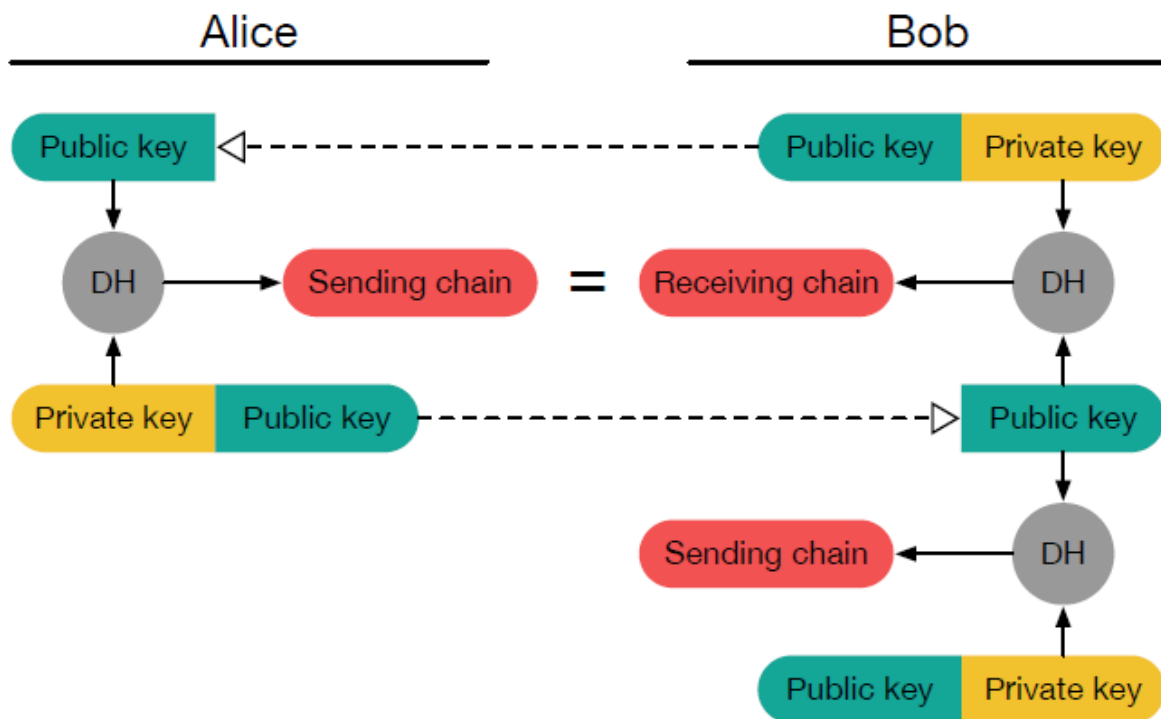 Alice
Bob
Public key
Public key
Private key
DH
Sending chain
=
Receiving chain
DH
Private key
Public key
Public key
Sending chain
DH
Public key
Private key